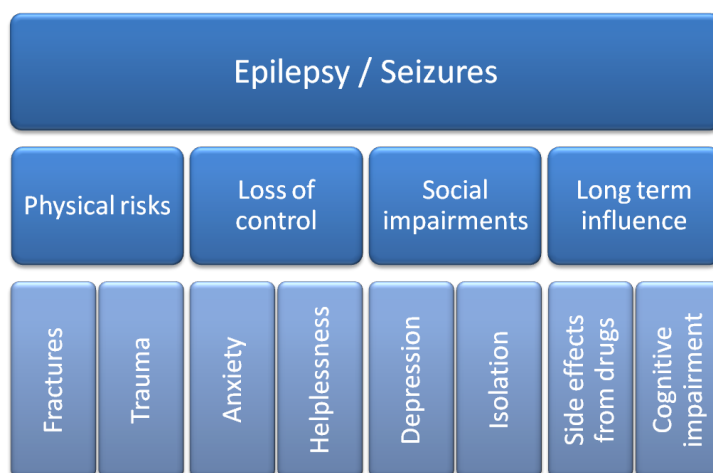 Epilepsy / Seizures
Physical risks
Loss of
control
Social
impairments
Long term
influence
Fractures
Trauma
Anxiety
Helplessness
Depression
Isolation
Side effects
from drugs
Cognitive
impairment